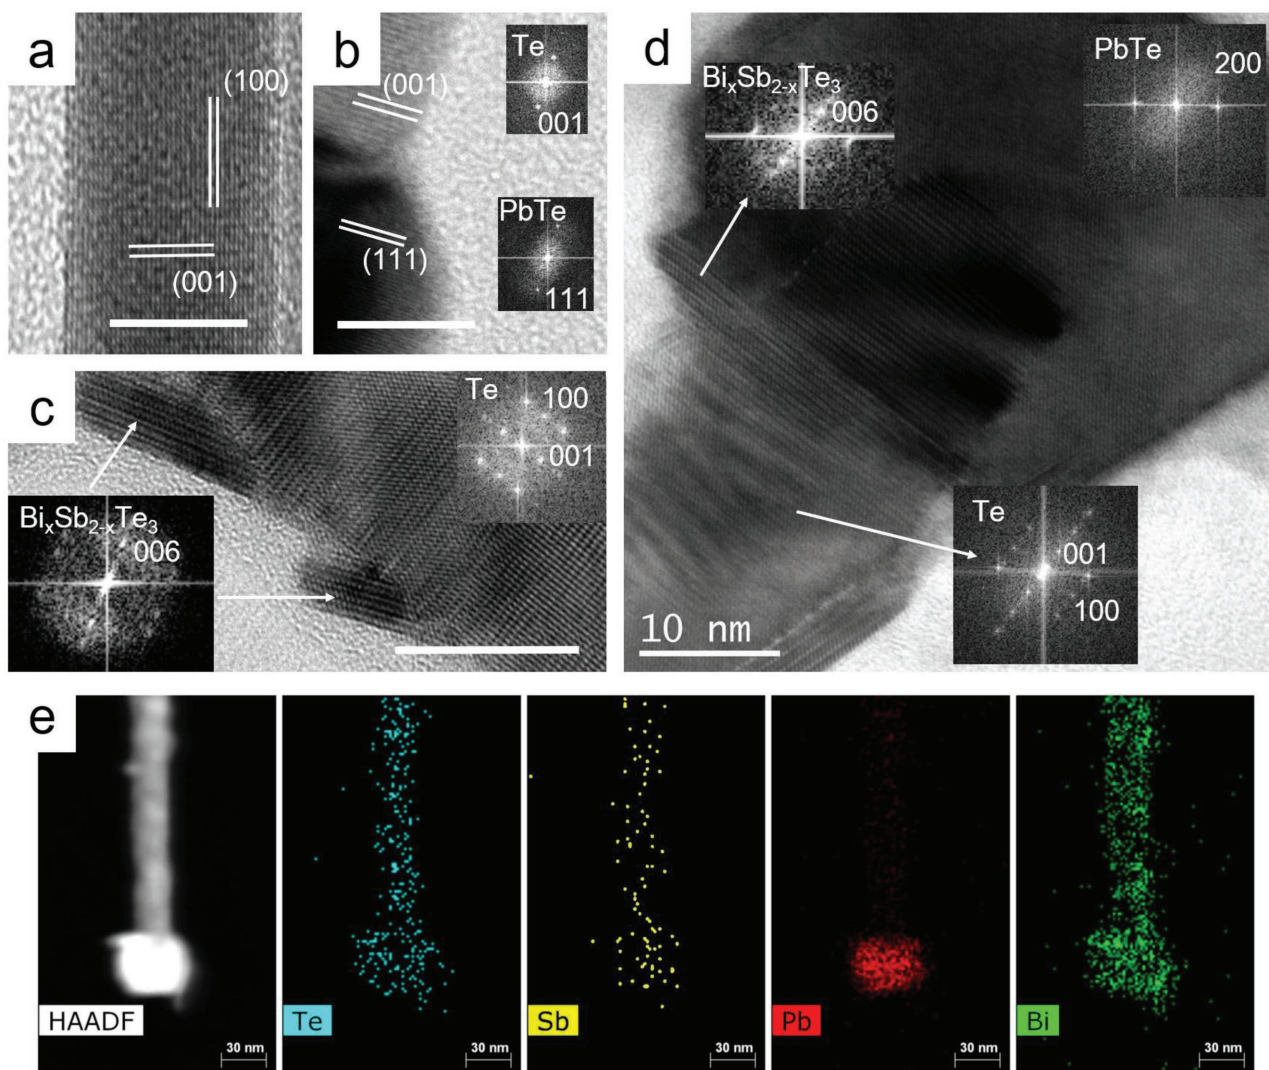 a
(100)
(001)
b
Te
(001)
001
PbTe
(111)
111
c
Te
100
001
BiₓSb₂₋ₓTe₃
006
d
BiₓSb₂₋ₓTe₃
006
PbTe
200
Te
001
100
10 nm
e
HAADF
30 nm
Te
30 nm
Sb
30 nm
Pb
30 nm
Bi
30 nm